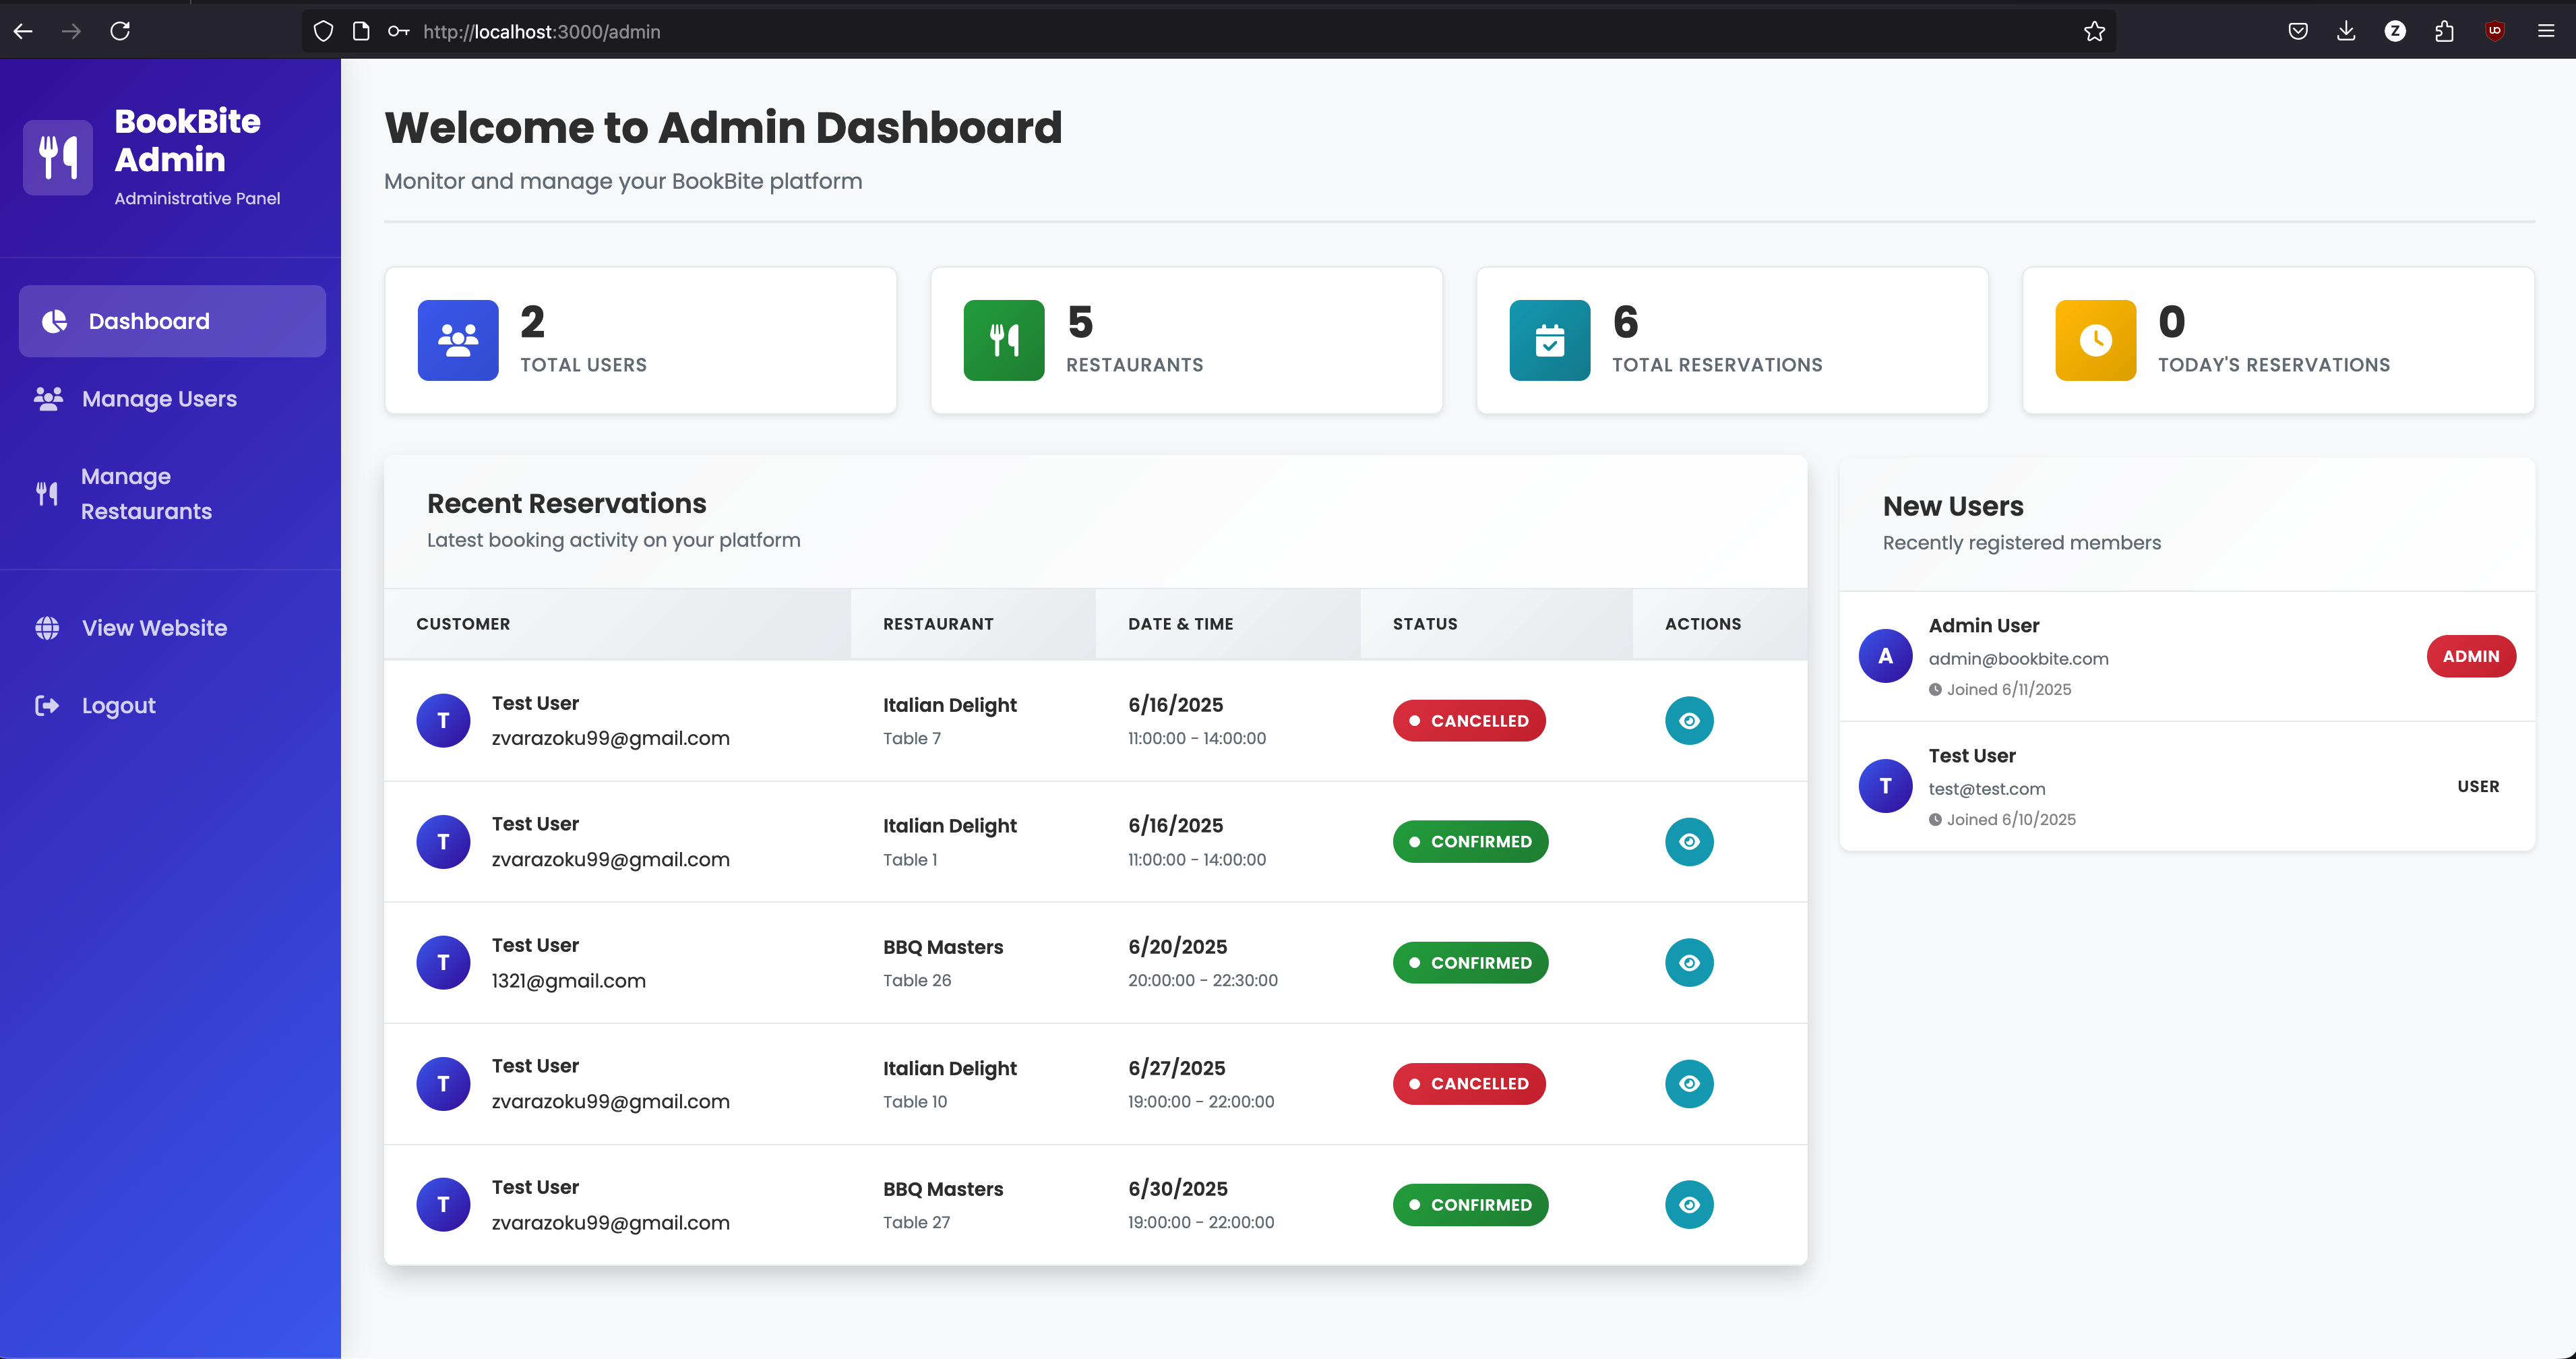 http://localhost:3000/admin
Z
BookBite
Admin
Administrative Panel
Dashboard
Manage Users
Manage
Restaurants
View Website
Logout
Welcome to Admin Dashboard
Monitor and manage your BookBite platform
2
TOTAL USERS
5
RESTAURANTS
6
TOTAL RESERVATIONS
0
TODAY'S RESERVATIONS
Recent Reservations
Latest booking activity on your platform
CUSTOMER RESTAURANT DATE & TIME STATUS ACTIONS
T Test User Italian Delight 6/16/2025 CANCELLED
zvarazoku99@gmail.com Table 7 11:00:00 - 14:00:00
T Test User Italian Delight 6/16/2025 CONFIRMED
zvarazoku99@gmail.com Table 1 11:00:00 - 14:00:00
T Test User BBQ Masters 6/20/2025 CONFIRMED
1321@gmail.com Table 26 20:00:00 - 22:30:00
T Test User Italian Delight 6/27/2025 CANCELLED
zvarazoku99@gmail.com Table 10 19:00:00 - 22:00:00
T Test User BBQ Masters 6/30/2025 CONFIRMED
zvarazoku99@gmail.com Table 27 19:00:00 - 22:00:00
New Users
Recently registered members
A Admin User
admin@bookbite.com ADMIN
Joined 6/11/2025
T Test User
test@test.com USER
Joined 6/10/2025